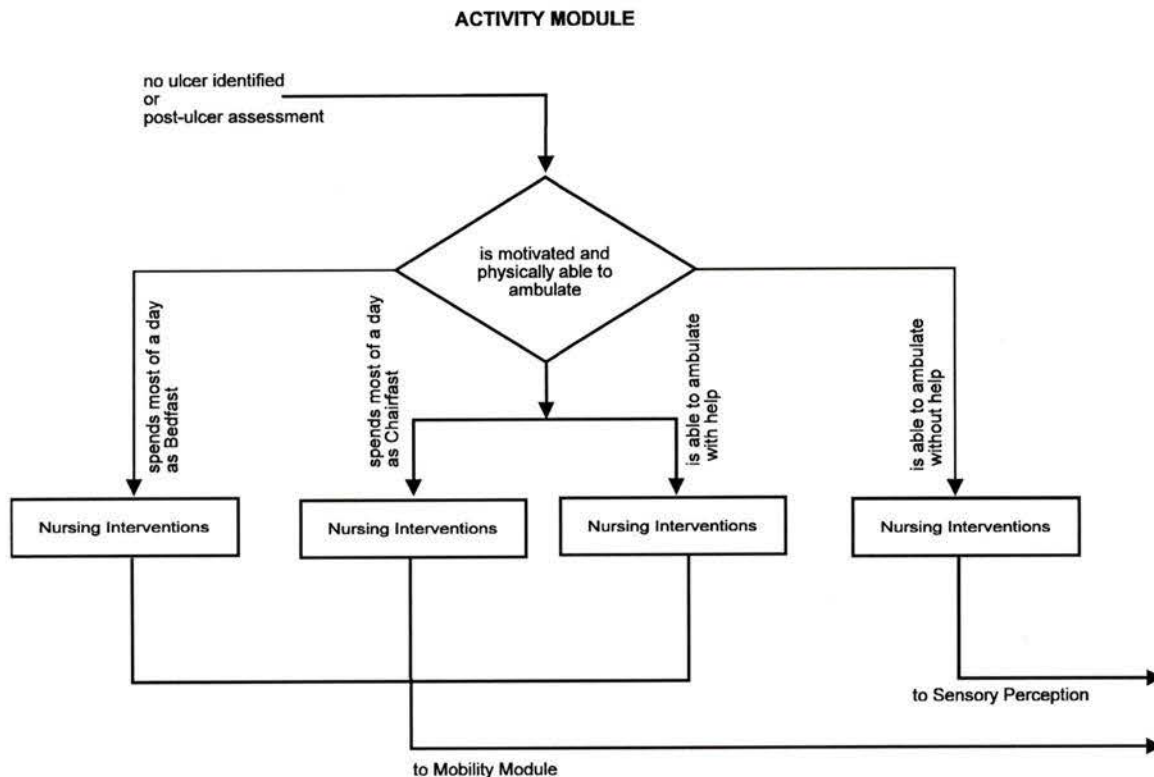 ACTIVITY MODULE
no ulcer identified
or
post-ulcer assessment
is motivated and
physically able to
ambulate
spends most of a day
as Bedfast
spends most of a day
as Chairfast
is able to ambulate
with help
is able to ambulate
without help
Nursing Interventions
Nursing Interventions
Nursing Interventions
Nursing Interventions
to Sensory Perception
to Mobility Module